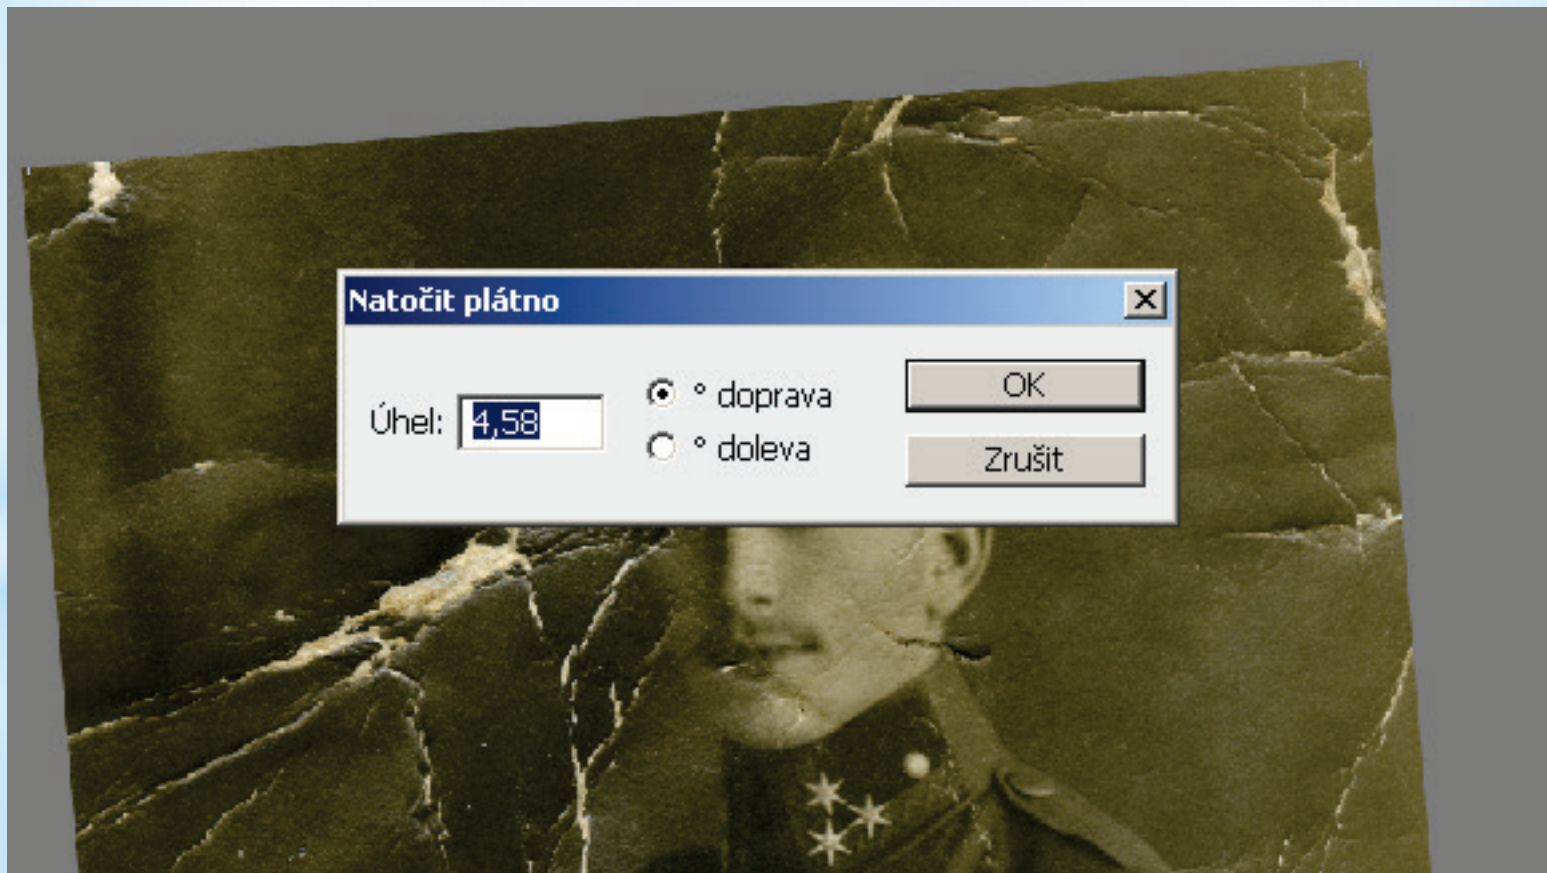 Natočit plátno
Úhel: 4,58
° doprava
° doleva
OK
Zrušit